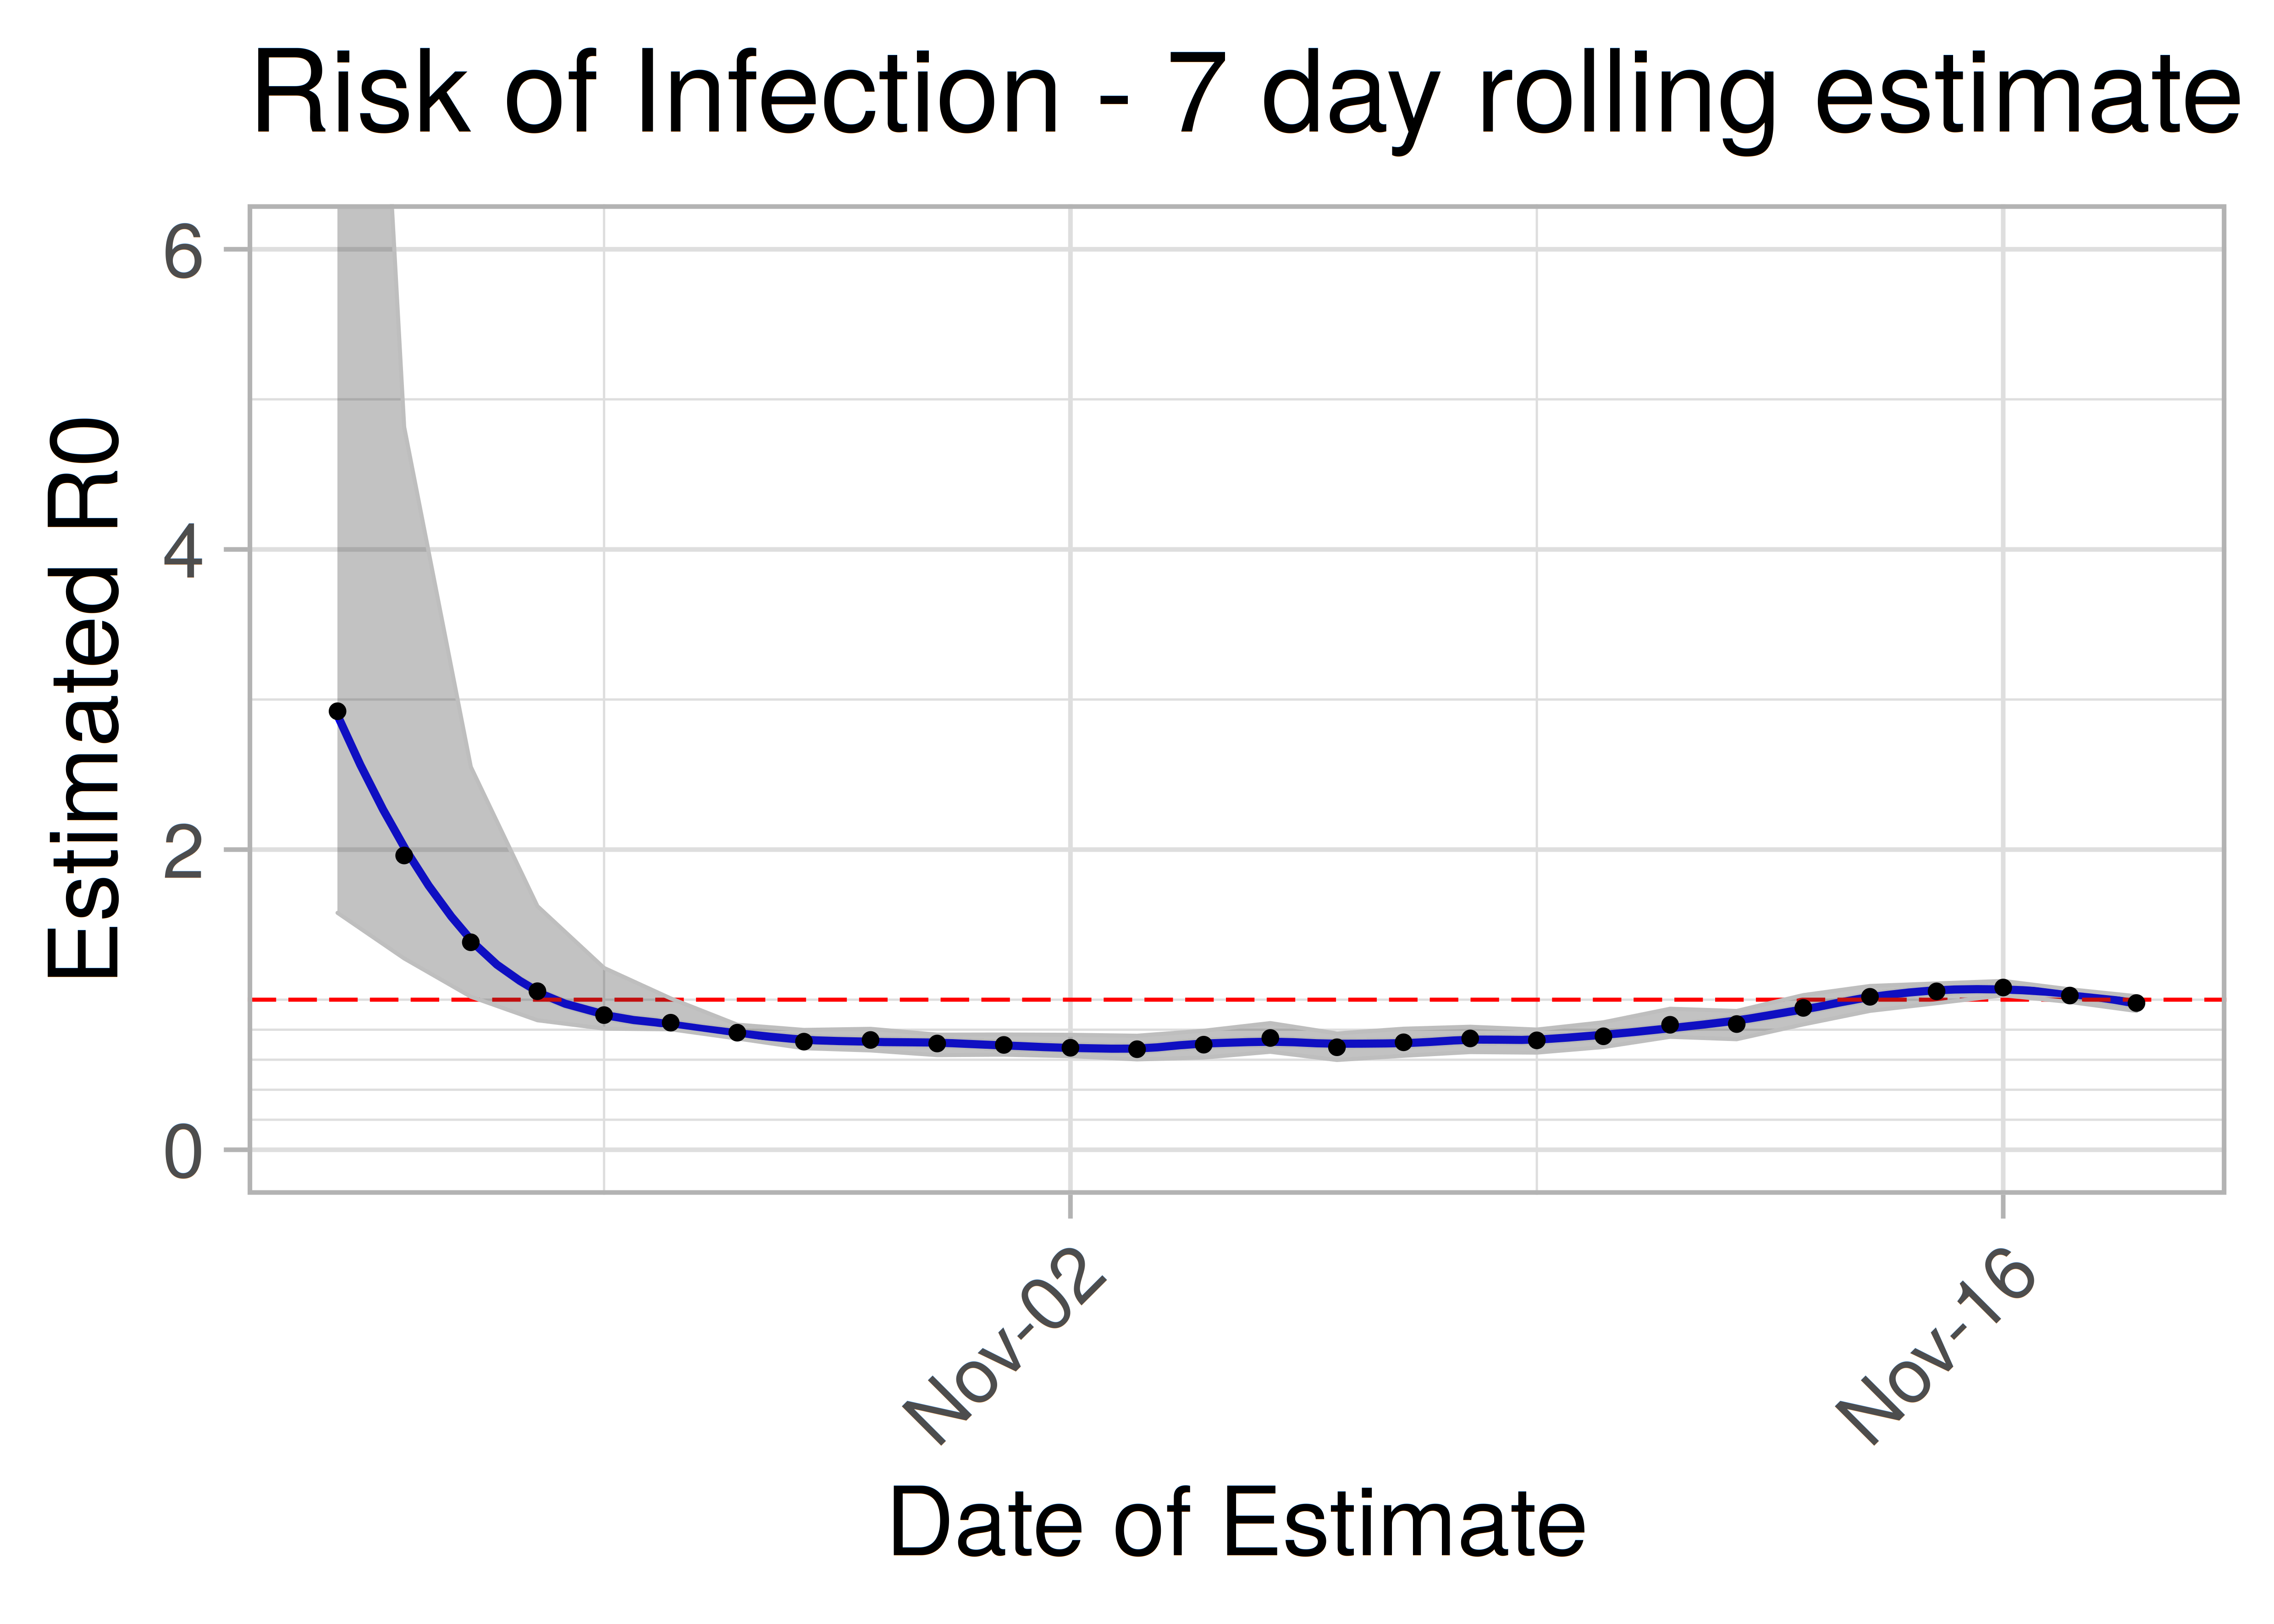 Risk of Infection - 7 day rolling estimate
Estimated R0
6
4
2
0
Nov-02
Nov-16
Date of Estimate